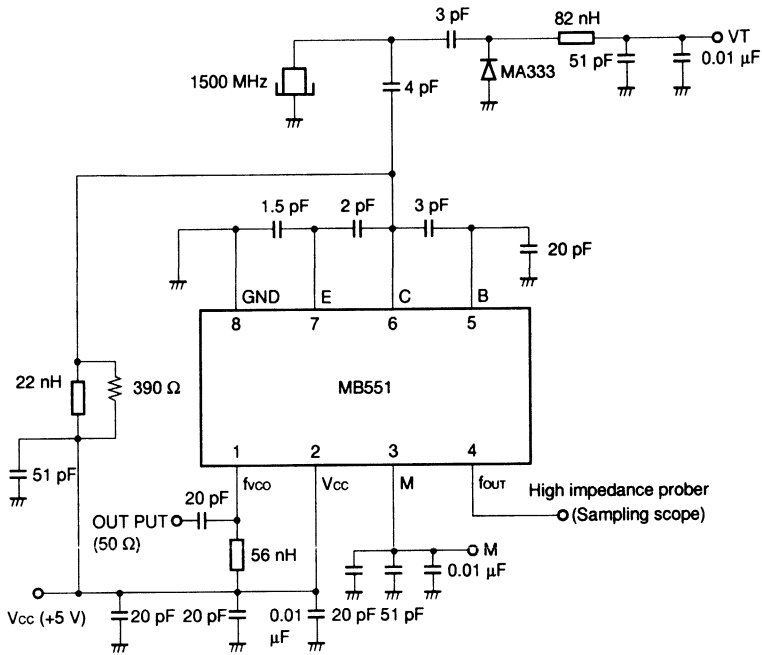 3 pF
82 nH
VT
1500 MHz
4 pF
MA333
51 pF
0.01 µF
1.5 pF
2 pF
3 pF
20 pF
GND
E
C
B
8
7
6
5
22 nH
390 Ω
MB551
51 pF
1
2
3
4
fVCO
VCC
M
fOUT
20 pF
OUT PUT
(50 Ω)
High impedance prober
(Sampling scope)
56 nH
M
0.01 µF
VCC (+5 V)
20 pF
20 pF
0.01
µF
20 pF
51 pF